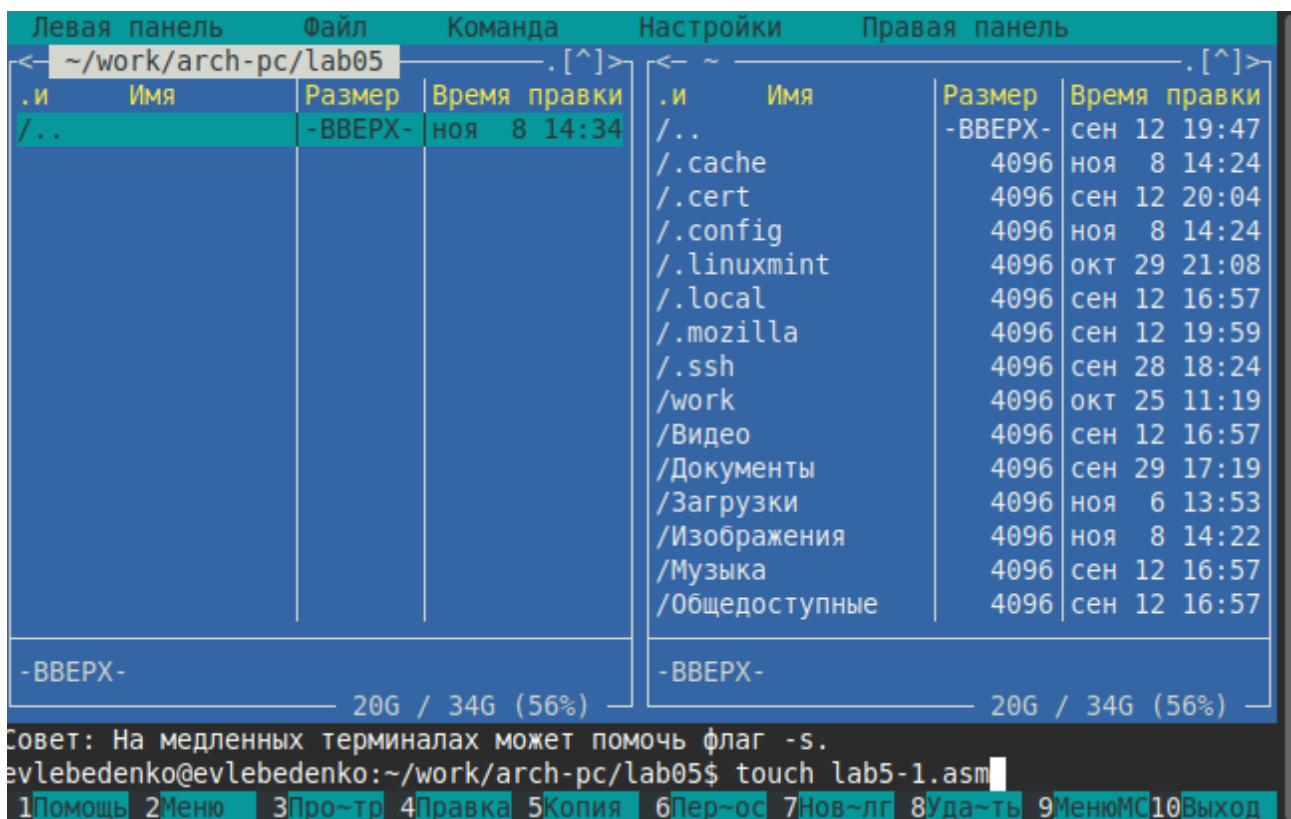 Левая панель Файл Команда Настройки Правая панель
<— ~/work/arch-pc/lab05 —.[^]> <— ~ —.[^]>
.и Имя Размер Время правки .и Имя Размер Время правки
/.. -ВВЕРХ- ноя 8 14:34 /.. -ВВЕРХ- сен 12 19:47
/.cache 4096 ноя 8 14:24
/.cert 4096 сен 12 20:04
/.config 4096 ноя 8 14:24
/.linuxmint 4096 окт 29 21:08
/.local 4096 сен 12 16:57
/.mozilla 4096 сен 12 19:59
/.ssh 4096 сен 28 18:24
/work 4096 окт 25 11:19
/Видео 4096 сен 12 16:57
/Документы 4096 сен 29 17:19
/Загрузки 4096 ноя 6 13:53
/Изображения 4096 ноя 8 14:22
/Музыка 4096 сен 12 16:57
/Общедоступные 4096 сен 12 16:57
-ВВЕРХ- -ВВЕРХ-
20G / 34G (56%) 20G / 34G (56%)
Совет: На медленных терминалах может помочь флаг -s.
evlebedenko@evlebedenko:~/work/arch-pc/lab05$ touch lab5-1.asm
1Помощь 2Меню 3Про~тр 4Правка 5Копия 6Пер~ос 7Нов~лг 8Уда~ть 9МенюМС 10Выход